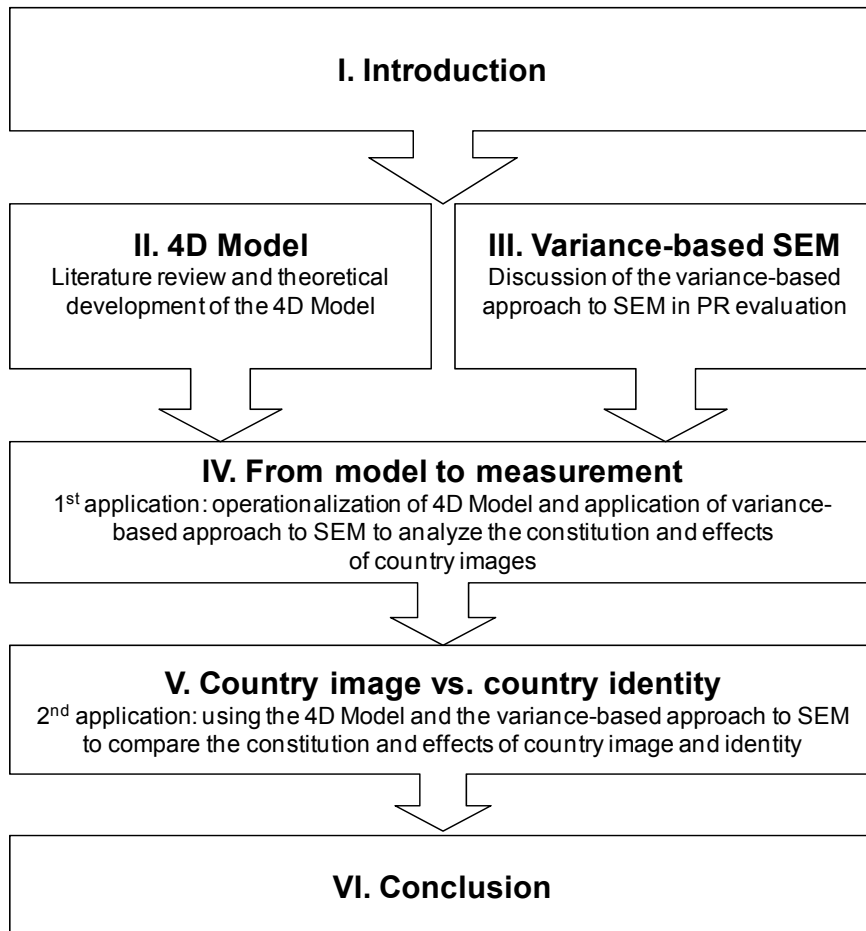 I. Introduction
II. 4D Model
Literature review and theoretical
development of the 4D Model
III. Variance-based SEM
Discussion of the variance-based
approach to SEM in PR evaluation
IV. From model to measurement
1st application: operationalization of 4D Model and application of variance-
based approach to SEM to analyze the constitution and effects
of country images
V. Country image vs. country identity
2nd application: using the 4D Model and the variance-based approach to SEM
to compare the constitution and effects of country image and identity
VI. Conclusion